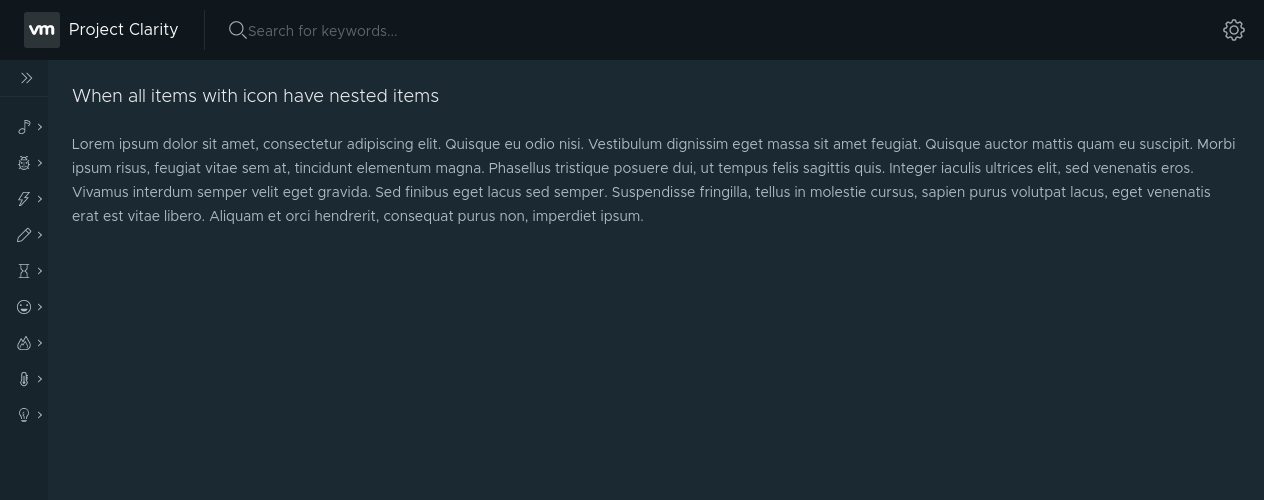 vm Project Clarity Search for keywords...
When all items with icon have nested items
Lorem ipsum dolor sit amet, consectetur adipiscing elit. Quisque eu odio nisi. Vestibulum dignissim eget massa sit amet feugiat. Quisque auctor mattis quam eu suscipit. Morbi
ipsum risus, feugiat vitae sem at, tincidunt elementum magna. Phasellus tristique posuere dui, ut tempus felis sagittis quis. Integer iaculis ultrices elit, sed venenatis eros.
Vivamus interdum semper velit eget gravida. Sed finibus eget lacus sed semper. Suspendisse fringilla, tellus in molestie cursus, sapien purus volutpat lacus, eget venenatis
erat est vitae libero. Aliquam et orci hendrerit, consequat purus non, imperdiet ipsum.